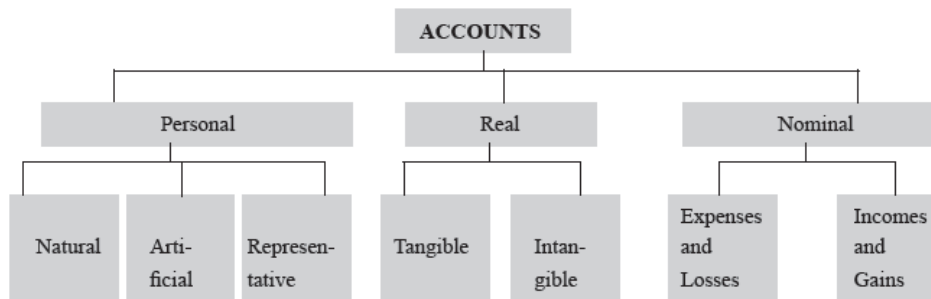 ACCOUNTS
Personal
Real
Nominal
Natural
Arti-
ficial
Represen-
tative
Tangible
Intan-
gible
Expenses
and
Losses
Incomes
and
Gains